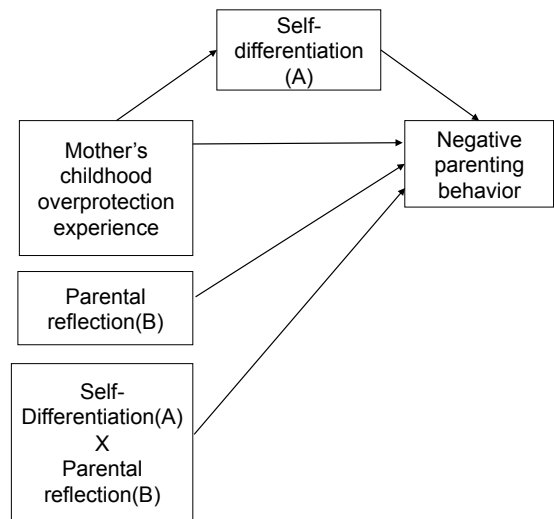 Self-
differentiation
(A)
Mother's
childhood
overprotection
experience
Negative
parenting
behavior
Parental
reflection(B)
Self-
Differentiation(A)
X
Parental
reflection(B)